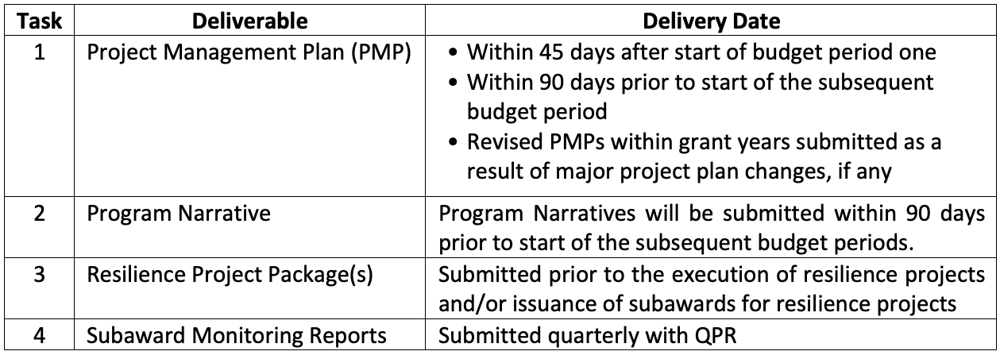 Task Deliverable Delivery Date
1 Project Management Plan (PMP) • Within 45 days after start of budget period one
• Within 90 days prior to start of the subsequent
budget period
• Revised PMPs within grant years submitted as a
result of major project plan changes, if any
2 Program Narrative Program Narratives will be submitted within 90 days
prior to start of the subsequent budget periods.
3 Resilience Project Package(s) Submitted prior to the execution of resilience projects
and/or issuance of subawards for resilience projects
4 Subaward Monitoring Reports Submitted quarterly with QPR